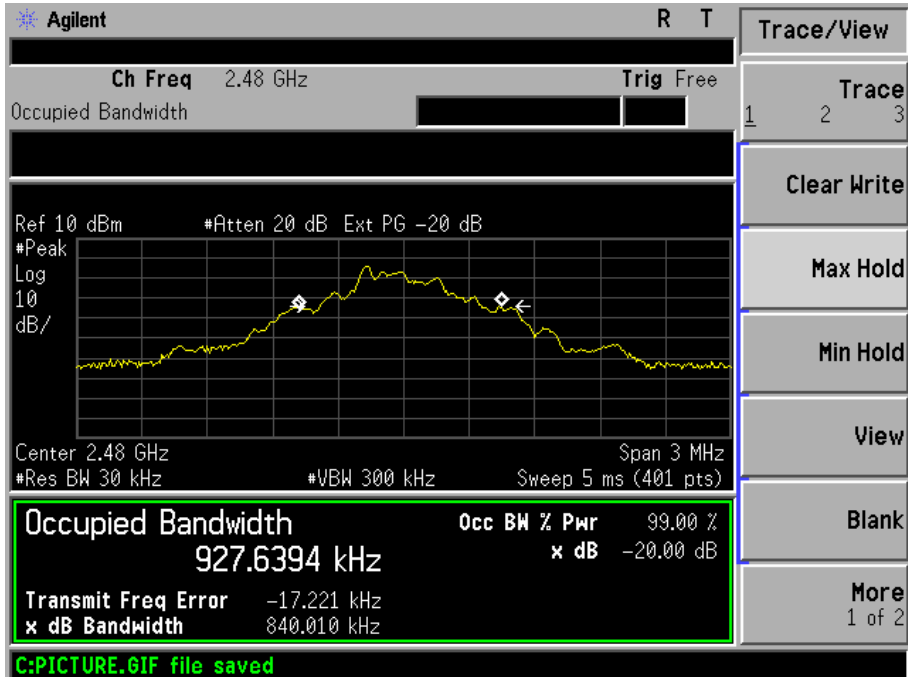 Agilent
R T
Trace/View
Ch Freq 2.48 GHz
Trig Free
Occupied Bandwidth
Trace
1 2 3
Clear Write
Max Hold
Min Hold
View
Blank
More
1 of 2
Ref 10 dBm #Atten 20 dB Ext PG -20 dB
#Peak
Log
10
dB/
Center 2.48 GHz Span 3 MHz
#Res BW 30 kHz #VBW 300 kHz Sweep 5 ms (401 pts)
Occupied Bandwidth
927.6394 kHz
Occ BW % Pwr 99.00 %
x dB -20.00 dB
Transmit Freq Error -17.221 kHz
x dB Bandwidth 840.010 kHz
C:PICTURE.GIF file saved